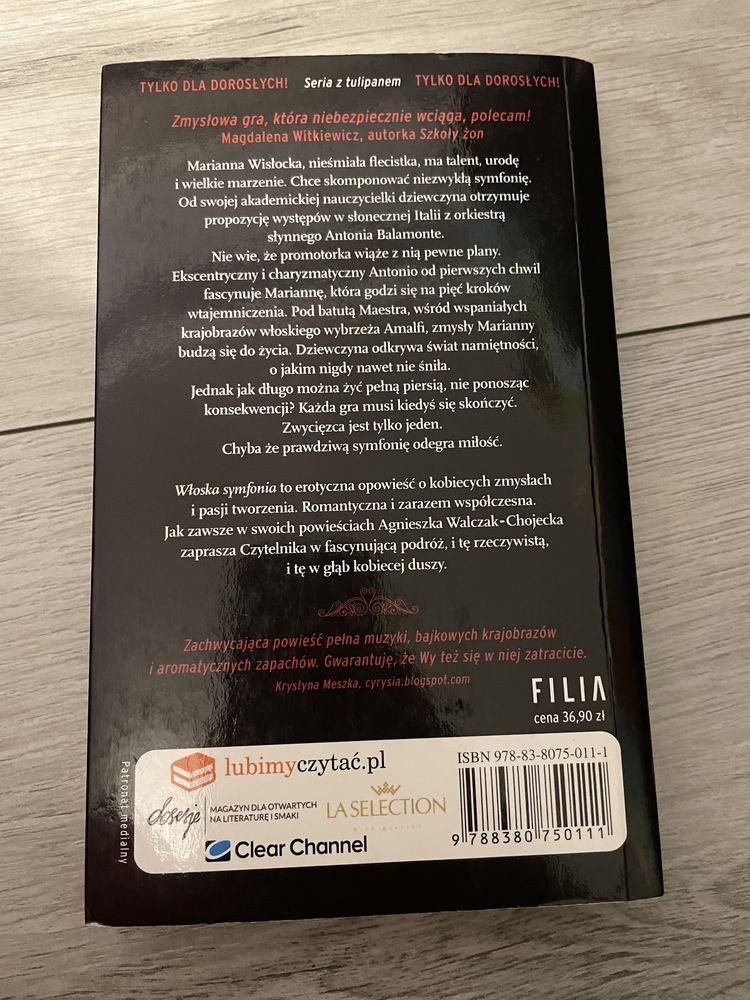 TYLKO DLA DOROSŁYCH! Seria z tulipanem TYLKO DLA DOROSŁYCH!
Zmysłowa gra, która niebezpiecznie wciąga, polecam!
Magdalena Witkiewicz, autorka Szkoły żon
Marianna Wisłocka, nieśmiała flecistka, ma talent, urodę
i wielkie marzenie. Chce skomponować niezwykłą symfonię.
Od swojej akademickiej nauczycielki dziewczyna otrzymuje
propozycję występów w słonecznej Italii z orkiestrą
słynnego Antonia Balamonte.
Nie wie, że promotorka wiąże z nią pewne plany.
Ekscentryczny i charyzmatyczny Antonio od pierwszych chwil
fascynuje Mariannę, która godzi się na pięć kroków
wtajemniczenia. Pod batutą Maestra, wśród wspaniałych
krajobrazów włoskiego wybrzeża Amalfi, zmysły Marianny
budzą się do życia. Dziewczyna odkrywa świat namiętności,
o jakim nigdy nawet nie śniła.
Jednak jak długo można żyć pełną piersią, nie ponosząc
konsekwencji? Każda gra musi kiedyś się skończyć.
Zwycięzca jest tylko jeden.
Chyba że prawdziwą symfonię odegra miłość.
Włoska symfonia to erotyczna opowieść o kobiecych zmysłach
i pasji tworzenia. Romantyczna i zarazem współczesna.
Jak zawsze w swoich powieściach Agnieszka Walczak-Chojecka
zaprasza Czytelnika w fascynującą podróż, i tę rzeczywistą,
i tę w głąb kobiecej duszy.
Zachwycająca powieść pełna muzyki, bajkowych krajobrazów
i aromatycznych zapachów. Gwarantuję, że Wy też się w niej zatracicie.
Krystyna Meszka, cyrysia.blogspot.com
FILIA
cena 36,90 zł
Patronat medialny
lubimyczytać.pl
MAGAZYN DLA OTWARTYCH
NA LITERATURĘ I SMAKI
LA SELECTION
Clear Channel
ISBN 978-83-8075-011-1
9 788380 750111